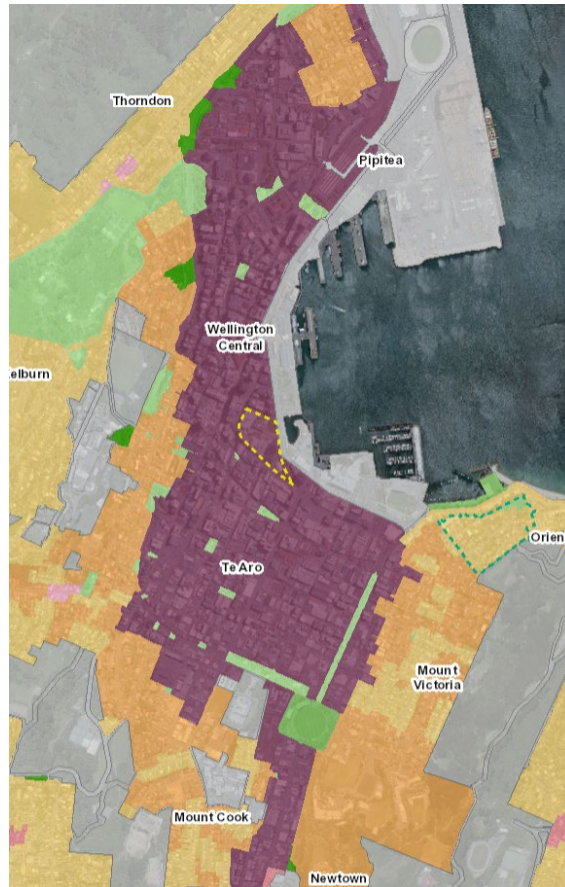 Thorndon
Pipitea
Wellington
Central
elburn
Orien
Te Aro
Mount
Victoria
Mount Cook
Newtown